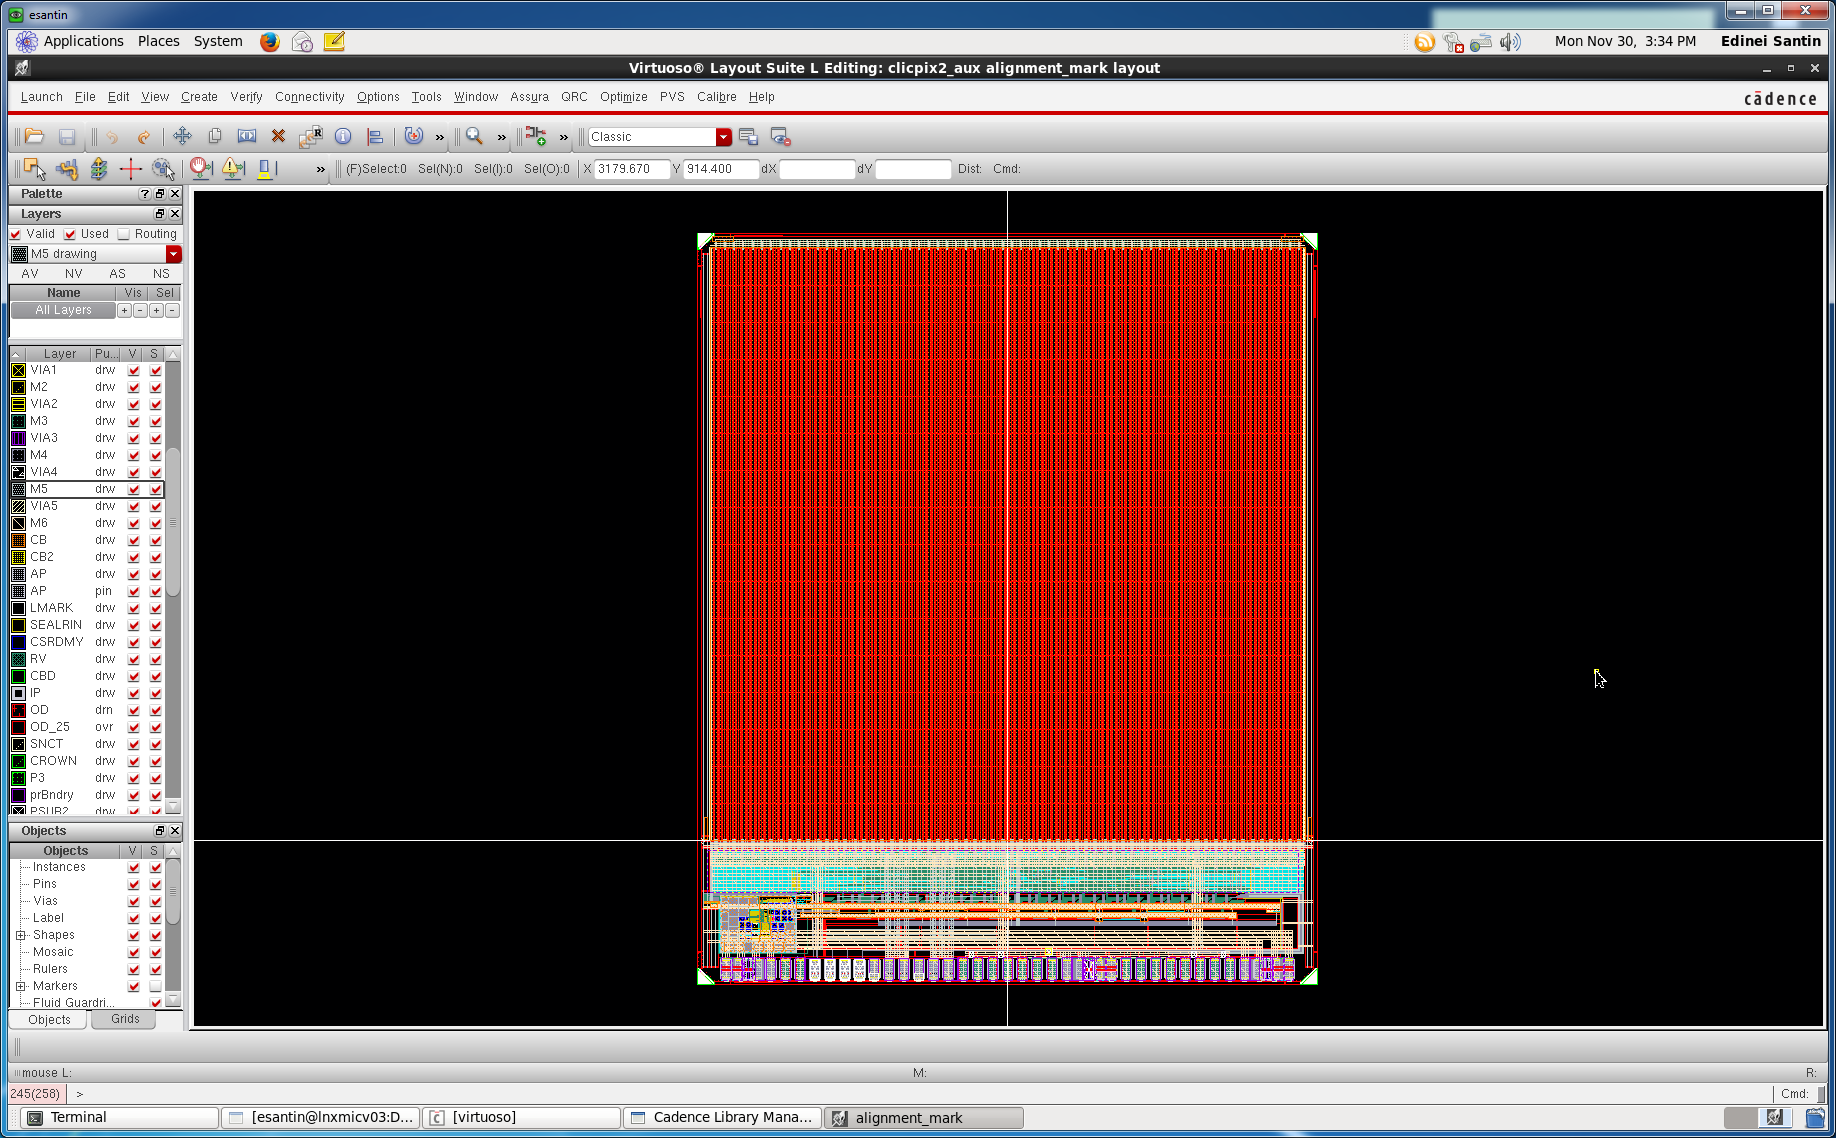 esantin
Applications Places System
Mon Nov 30, 3:34 PM Edinei Santin
Virtuoso® Layout Suite L Editing: clicpix2_aux alignment_mark layout
Launch File Edit View Create Verify Connectivity Options Tools Window Assura QRC Optimize PVS Calibre Help
cādence
» » » Classic
» (F)Select:0 Sel(N):0 Sel(I):0 Sel(O):0 X 3179.670 Y 914.400 dX dY Dist: Cmd:
Palette
Layers
Valid Used Routing
M5 drawing
AV NV AS NS
Name Vis Sel
All Layers + - + -
Layer Pu... V S
VIA1 drw
M2 drw
VIA2 drw
M3 drw
VIA3 drw
M4 drw
VIA4 drw
M5 drw
VIA5 drw
M6 drw
CB drw
CB2 drw
AP drw
AP pin
LMARK drw
SEALRIN drw
CSRDMY drw
RV drw
CBD drw
IP drw
OD drn
OD_25 ovr
SNCT drw
CROWN drw
P3 drw
prBndry drw
PSUB2 drw
Objects
Objects V S
Instances
Pins
Vias
Label
Shapes
Mosaic
Rulers
Markers
Fluid Guardri...
Objects Grids
mouse L: M: R:
245(258) > Cmd:
Terminal [esantin@lnxmicv03:D... [virtuoso] Cadence Library Mana... alignment_mark